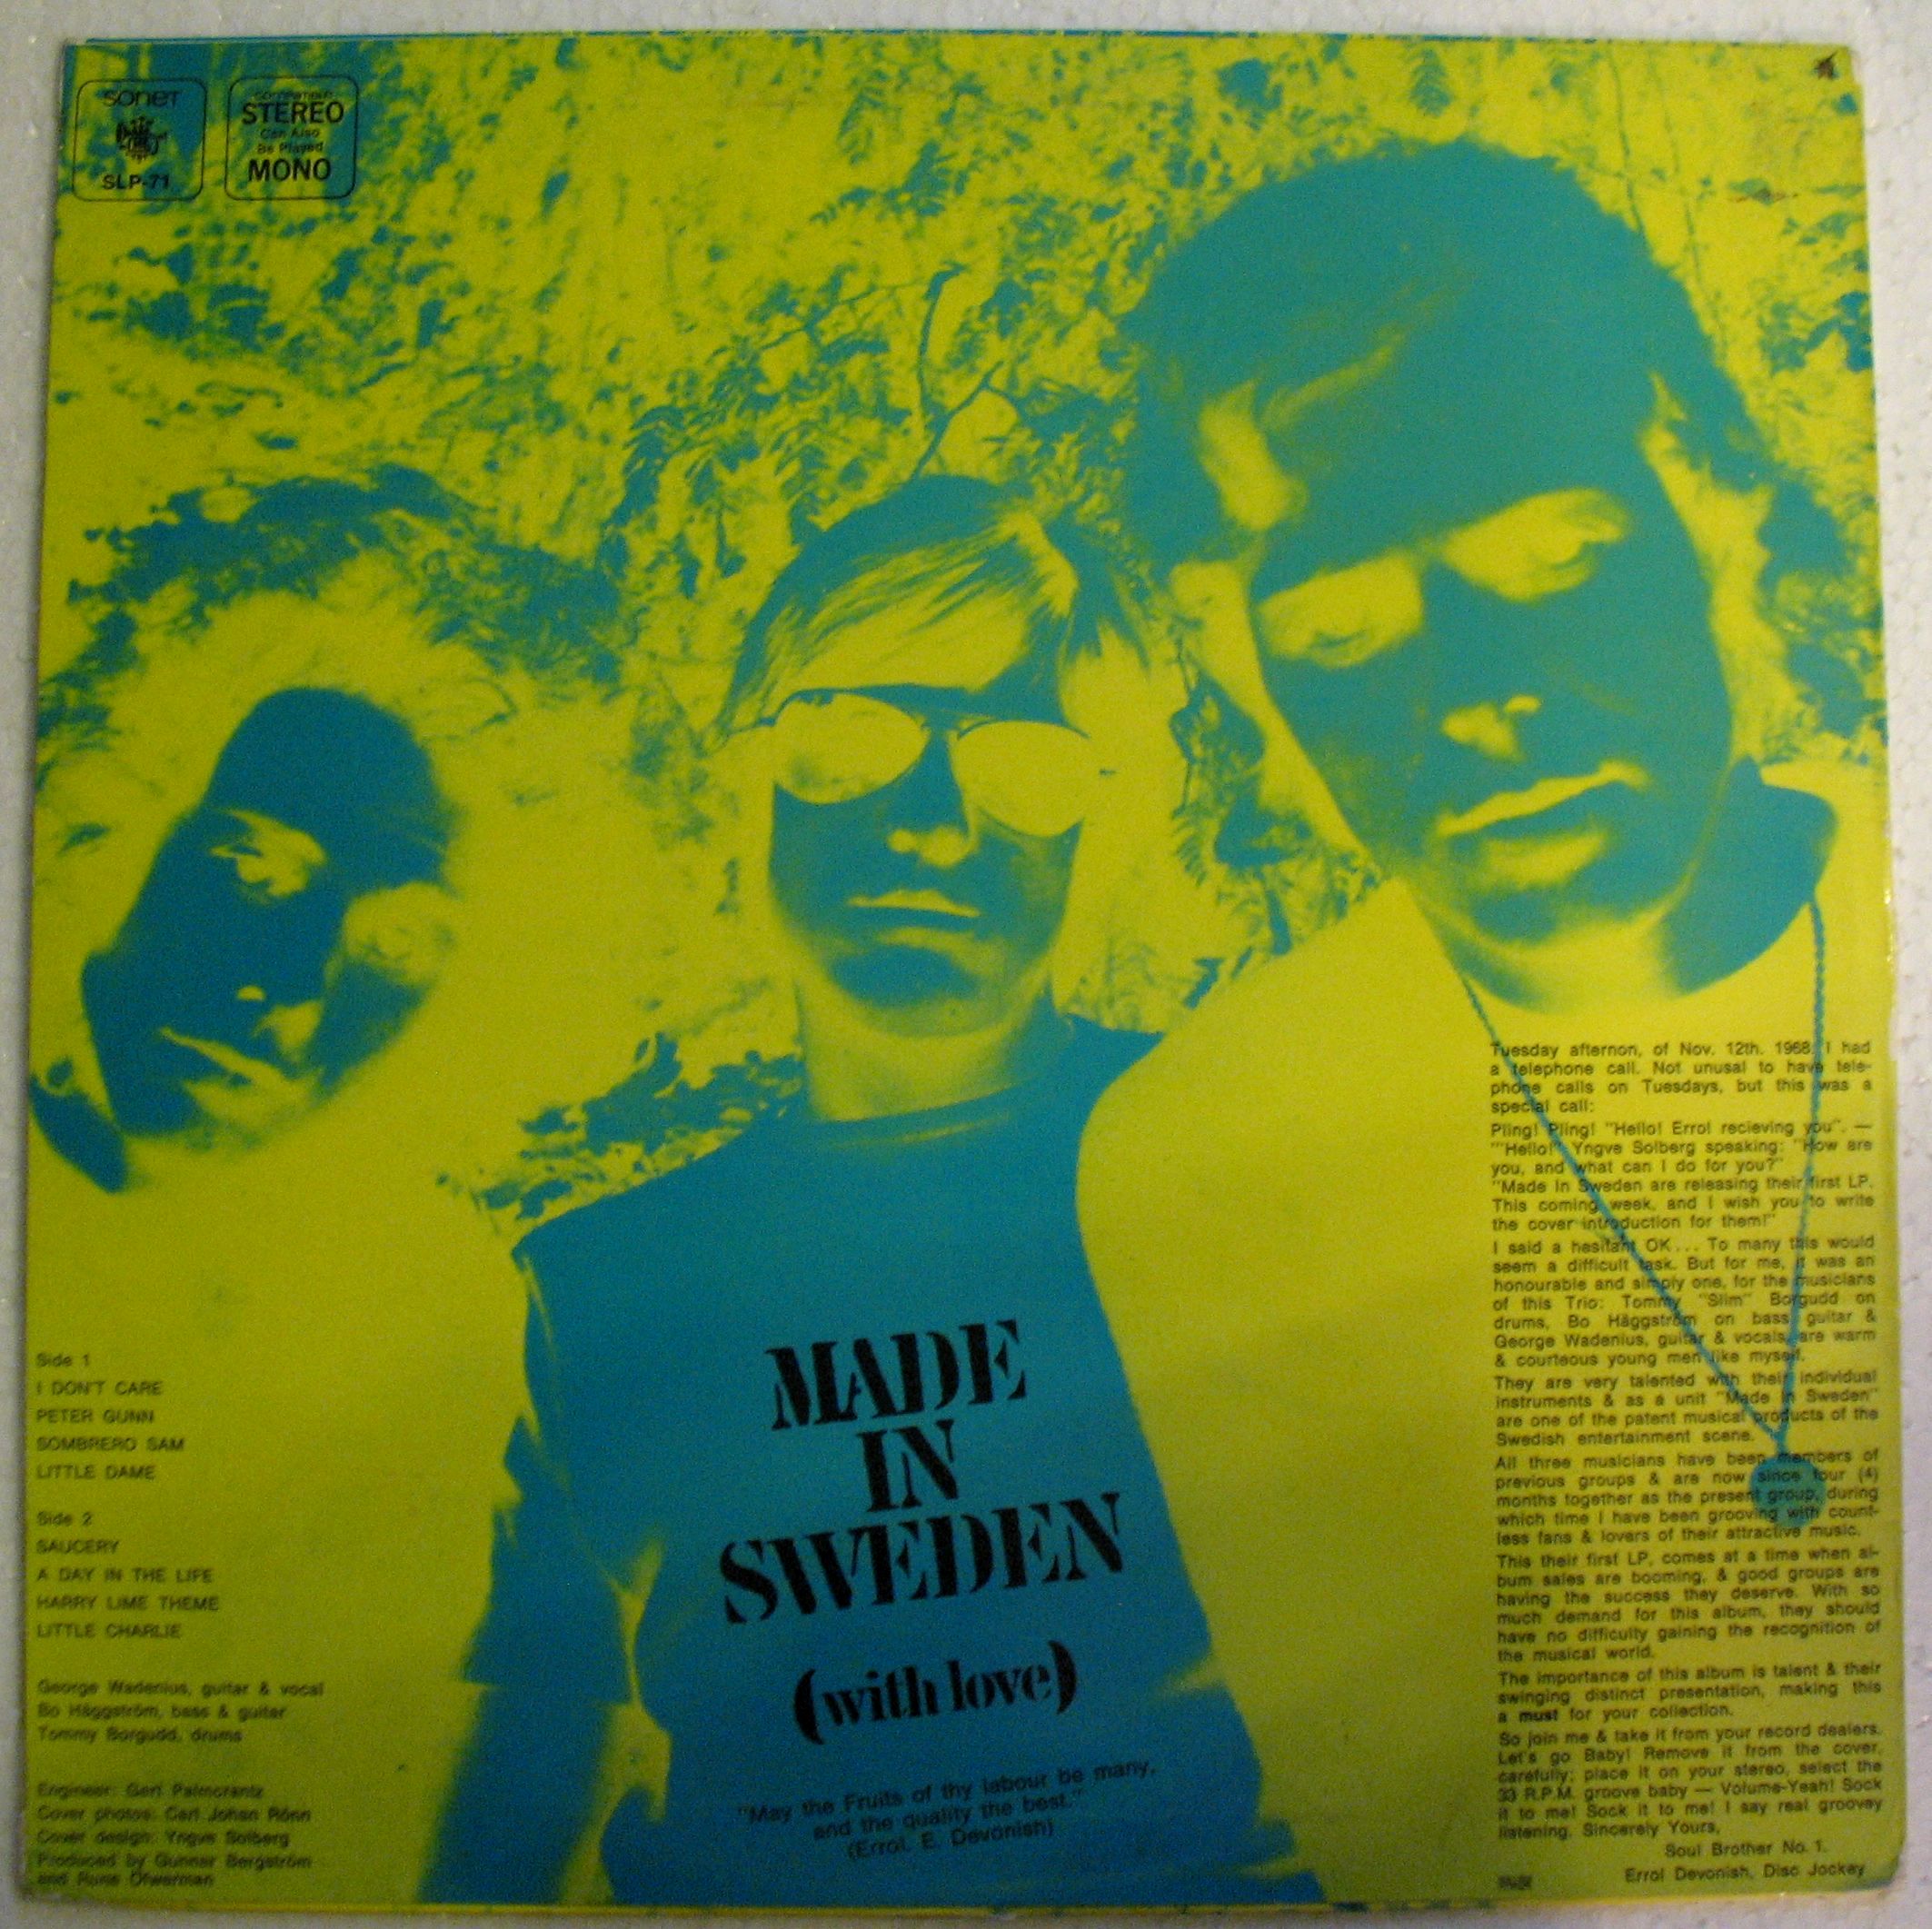 sonet
SLP-71
COMPATIBLE
STEREO
Can Also
Be Played
MONO
MADE
IN
SWEDEN
(with love)
"May the Fruits of thy labour be many,
and the quality the best."
(Errol. E. Devonish)
Side 1
I DON'T CARE
PETER GUNN
SOMBRERO SAM
LITTLE DAME
Side 2
SAUCERY
A DAY IN THE LIFE
HARRY LIME THEME
LITTLE CHARLIE
George Wadenius, guitar & vocal
Bo Häggström, bass & guitar
Tommy Borgudd, drums
Engineer: Gert Palmcrantz
Cover photos: Carl Johan Rönn
Cover design: Yngve Solberg
Produced by Gunnar Bergström
and Rune Öfwerman
Tuesday afternon, of Nov. 12th. 1968. I had
a telephone call. Not unusal to have tele-
phone calls on Tuesdays, but this was a
special call:
Pling! Pling! "Hello! Errol recieving you". —
""Hello!" Yngve Solberg speaking: "How are
you, and what can I do for you?"
"Made In Sweden are releasing their first LP.
This coming week, and I wish you to write
the cover introduction for them!"
I said a hesitant OK... To many this would
seem a difficult task. But for me, it was an
honourable and simply one, for the musicians
of this Trio: Tommy "Slim" Borgudd on
drums, Bo Häggström on bass guitar &
George Wadenius, guitar & vocals, are warm
& courteous young men like myself.
They are very talented with their individual
instruments & as a unit "Made In Sweden"
are one of the patent musical products of the
Swedish entertainment scene.
All three musicians have been members of
previous groups & are now since four (4)
months together as the present group, during
which time I have been grooving with count-
less fans & lovers of their attractive music.
This their first LP, comes at a time when al-
bum sales are booming, & good groups are
having the success they deserve. With so
much demand for this album, they should
have no difficulty gaining the recognition of
the musical world.
The importance of this album is talent & their
swinging distinct presentation, making this
a must for your collection.
So join me & take it from your record dealers.
Let's go Baby! Remove it from the cover,
carefully; place it on your stereo, select the
33 R.P.M. groove baby — Volume-Yeah! Sock
it to me! Sock it to me! I say real groovey
listening. Sincerely Yours,
Soul Brother No. 1.
Errol Devonish, Disc Jockey